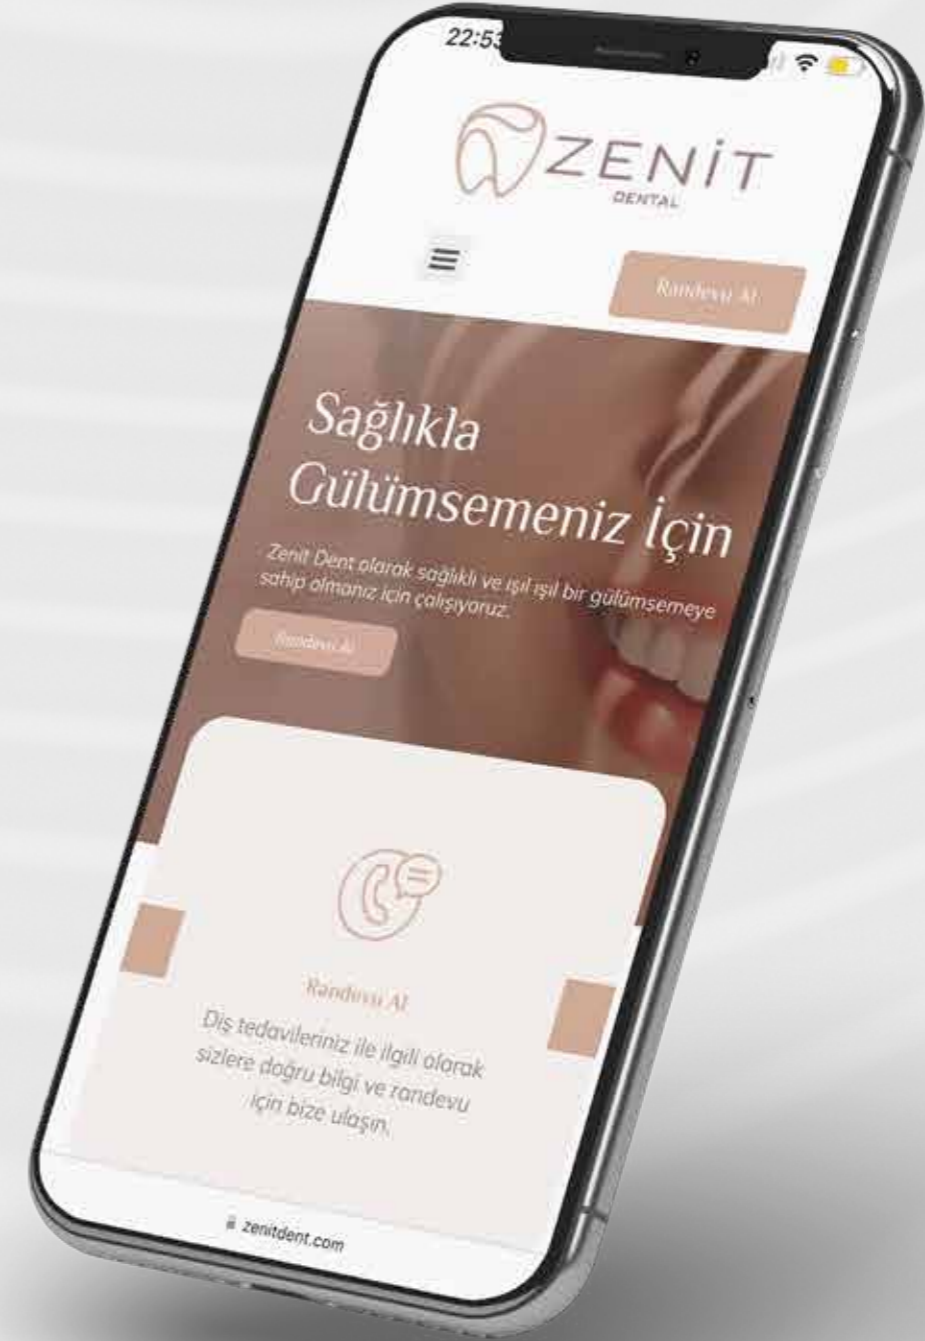 22:53
ZENİT
DENTAL
Randevu Al
Sağlıkla
Gülümsemeniz İçin
Zenit Dent olarak sağlıklı ve ışıl ışıl bir gülümsemeye
sahip olmanız için çalışıyoruz.
Randevu Al
Randevu Al
Diş tedavileriniz ile ilgili olarak
sizlere doğru bilgi ve randevu
için bize ulaşın.
zenitdent.com